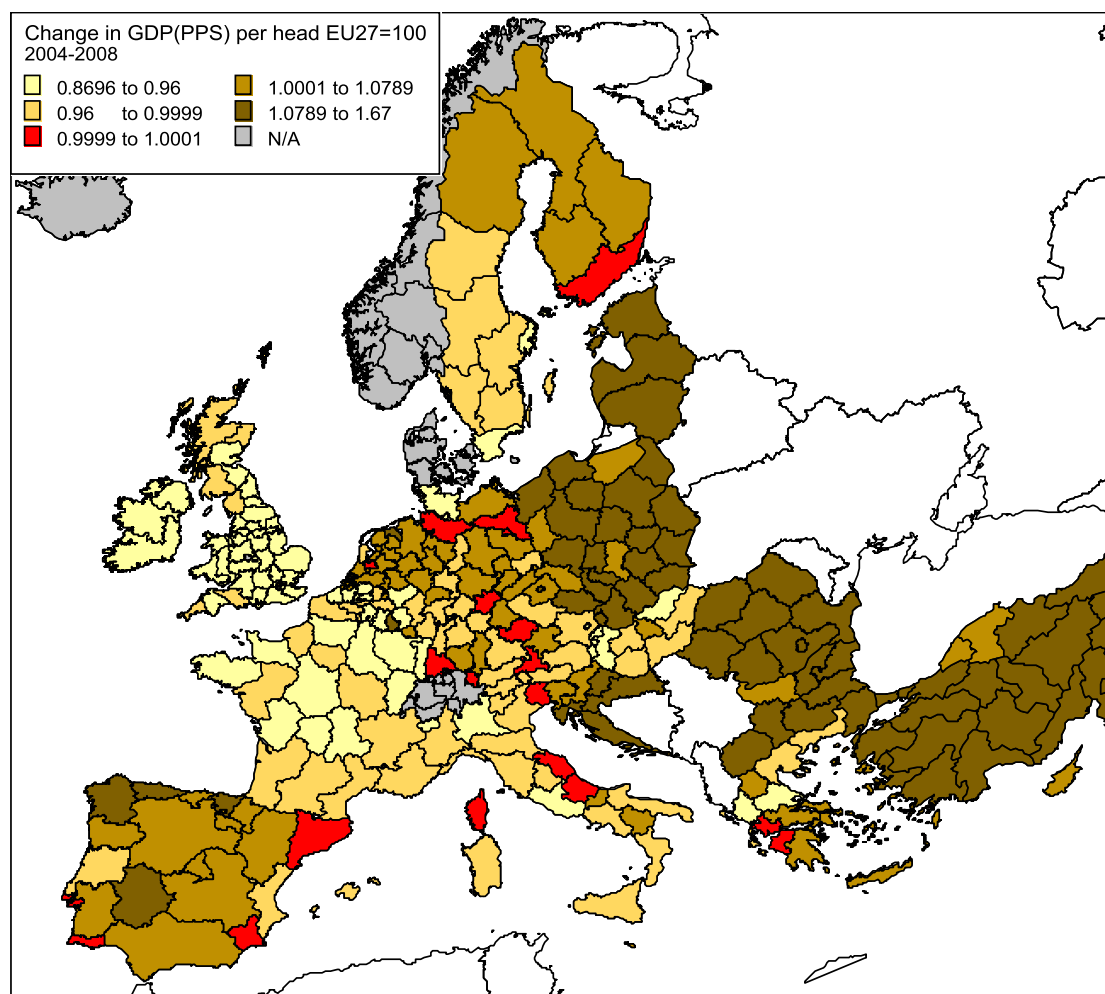 Change in GDP(PPS) per head EU27=100
2004-2008
0.8696 to 0.96
0.96 to 0.9999
0.9999 to 1.0001
1.0001 to 1.0789
1.0789 to 1.67
N/A